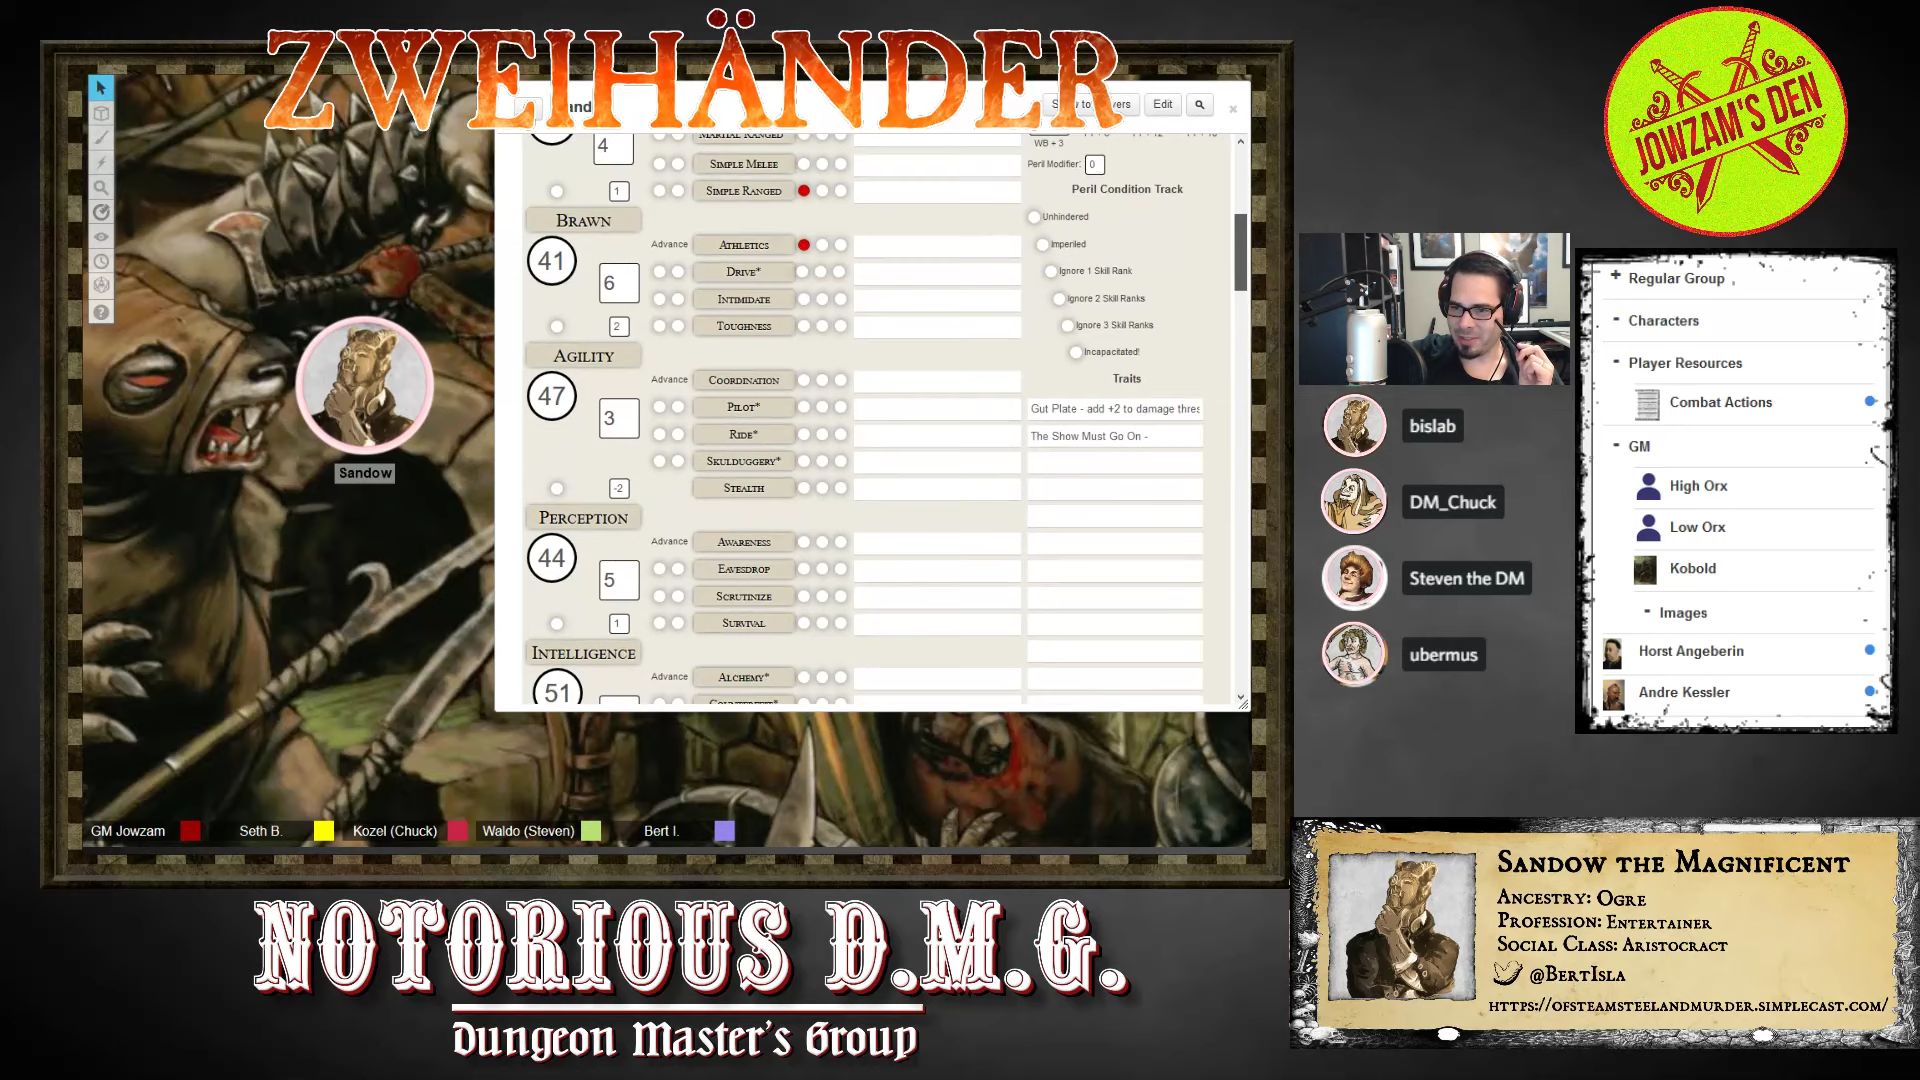 ZWEIHÄNDER
Edit
WB + 3
4
Peril Modifier: 0
SIMPLE MELEE
1
SIMPLE RANGED
Peril Condition Track
BRAWN
Unhindered
41
Advance
ATHLETICS
Imperiled
6
DRIVE*
Ignore 1 Skill Rank
INTIMIDATE
Ignore 2 Skill Ranks
2
TOUGHNESS
Ignore 3 Skill Ranks
AGILITY
Incapacitated!
47
Advance
COORDINATION
Traits
3
PILOT*
Gut Plate - add +2 to damage thres
RIDE*
The Show Must Go On -
SKULDUGGERY*
-2
STEALTH
PERCEPTION
44
Advance
AWARENESS
5
EAVESDROP
SCRUTINIZE
1
SURVIVAL
INTELLIGENCE
51
Advance
ALCHEMY*
Sandow
GM Jowzam
Seth B.
Kozel (Chuck)
Waldo (Steven)
Bert I.
NOTORIOUS D.M.G.
Dungeon Master's Group
JOWZAM'S DEN
bislab
DM_Chuck
Steven the DM
ubermus
+ Regular Group
- Characters
- Player Resources
Combat Actions
- GM
High Orx
Low Orx
Kobold
- Images
Horst Angeberin
Andre Kessler
SANDOW THE MAGNIFICENT
ANCESTRY: OGRE
PROFESSION: ENTERTAINER
SOCIAL CLASS: ARISTOCRACT
@BERTISLA
HTTPS://OFSTEAMSTEELANDMURDER.SIMPLECAST.COM/